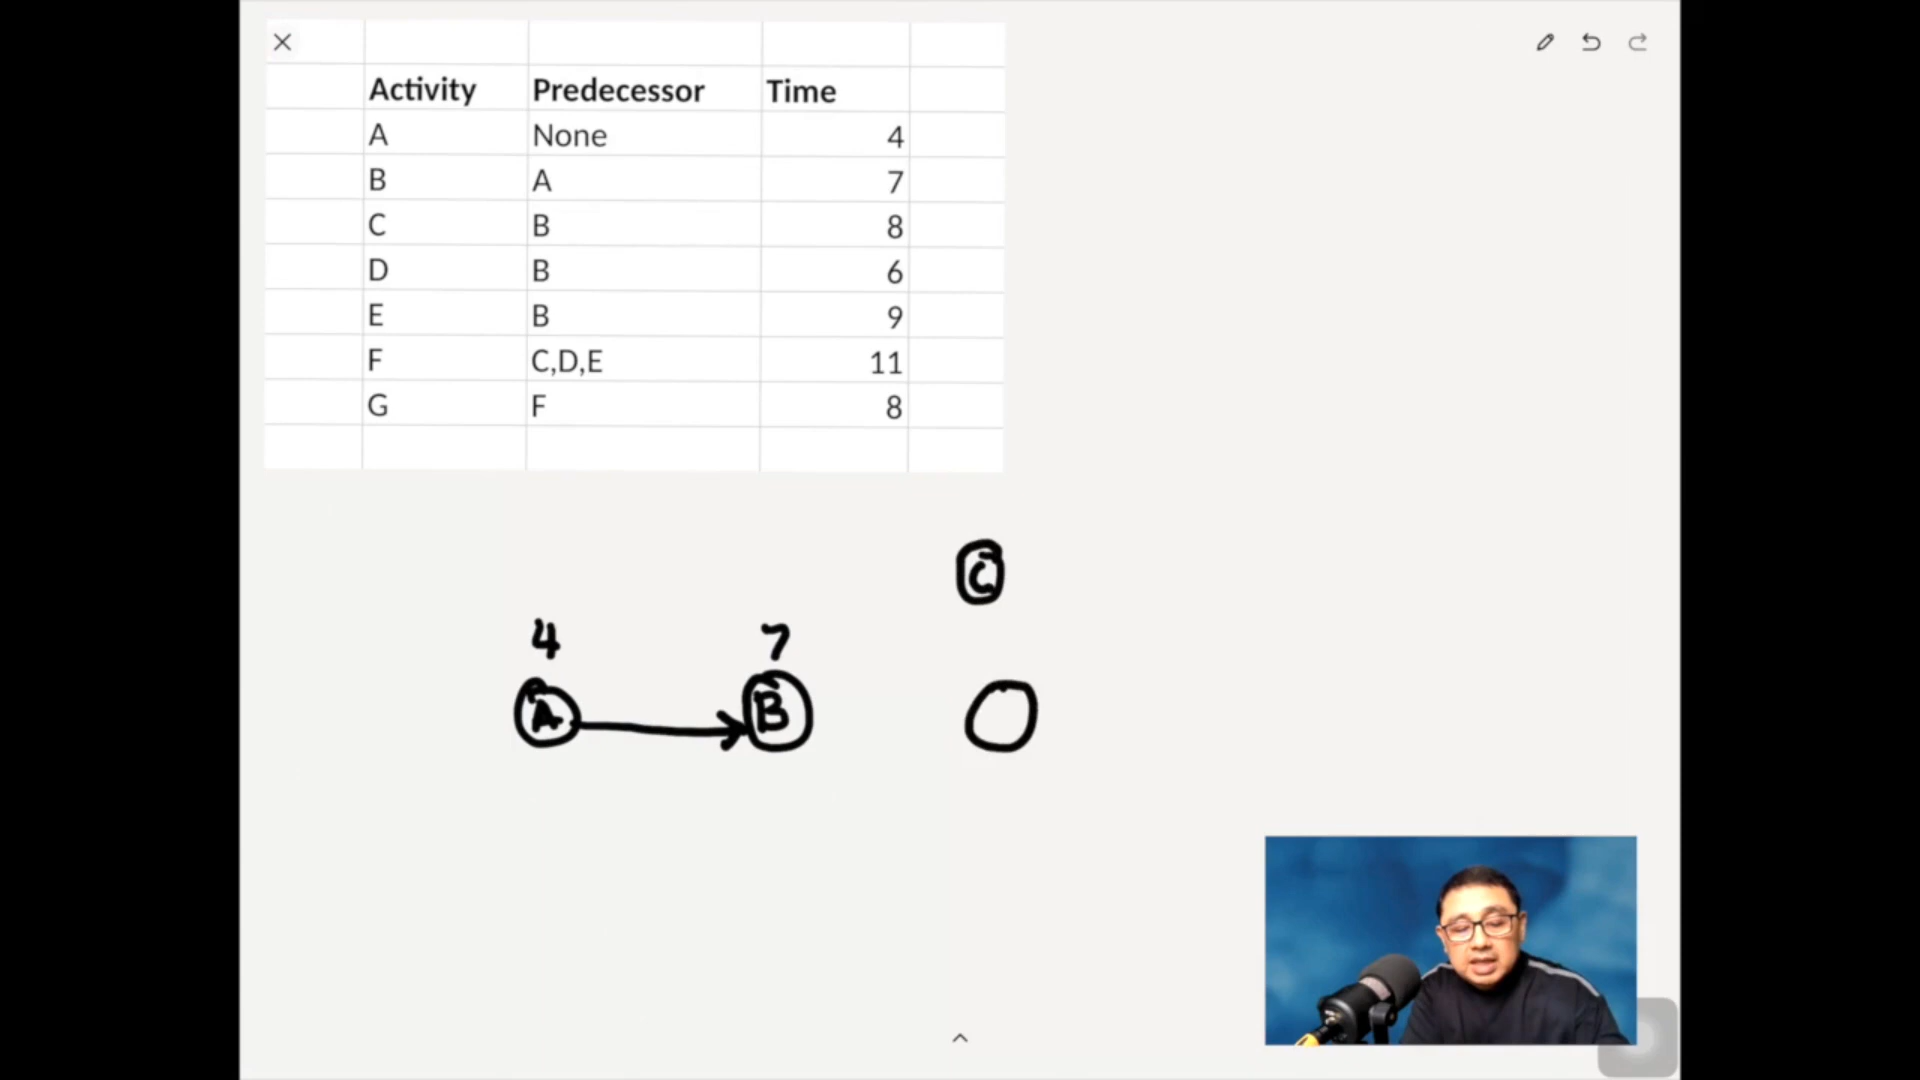 Activity Predecessor Time
A None 4
B A 7
C B 8
D B 6
E B 9
F C,D,E 11
G F 8
C
4 7
A B